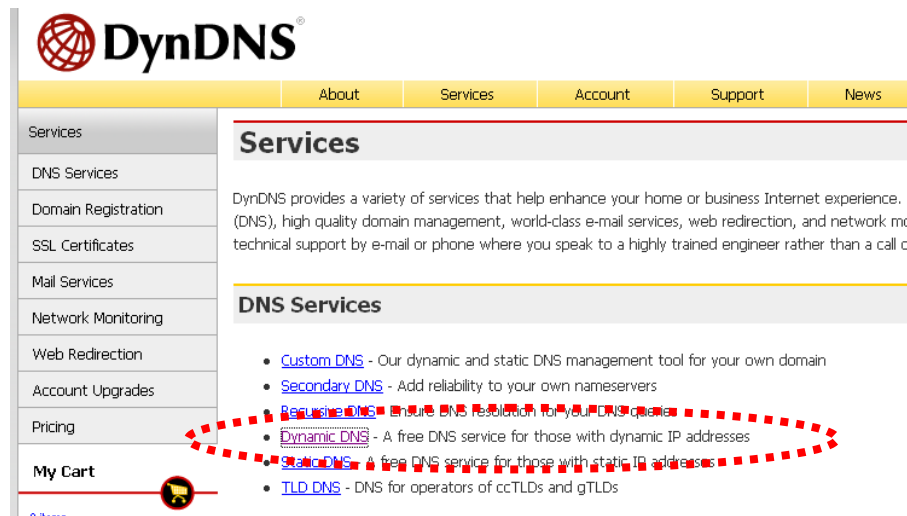 DynDNS®
About Services Account Support News
Services
DNS Services
Domain Registration
SSL Certificates
Mail Services
Network Monitoring
Web Redirection
Account Upgrades
Pricing
My Cart
Services
DynDNS provides a variety of services that help enhance your home or business Internet experience.
(DNS), high quality domain management, world-class e-mail services, web redirection, and network
technical support by e-mail or phone where you speak to a highly trained engineer rather than a call
DNS Services
Custom DNS - Our dynamic and static DNS management tool for your own domain
Secondary DNS - Add reliability to your own nameservers
Recursive DNS - Ensure DNS resolution for your DNS queries
Dynamic DNS - A free DNS service for those with dynamic IP addresses
Static DNS - A free DNS service for those with static IP addresses
TLD DNS - DNS for operators of ccTLDs and gTLDs